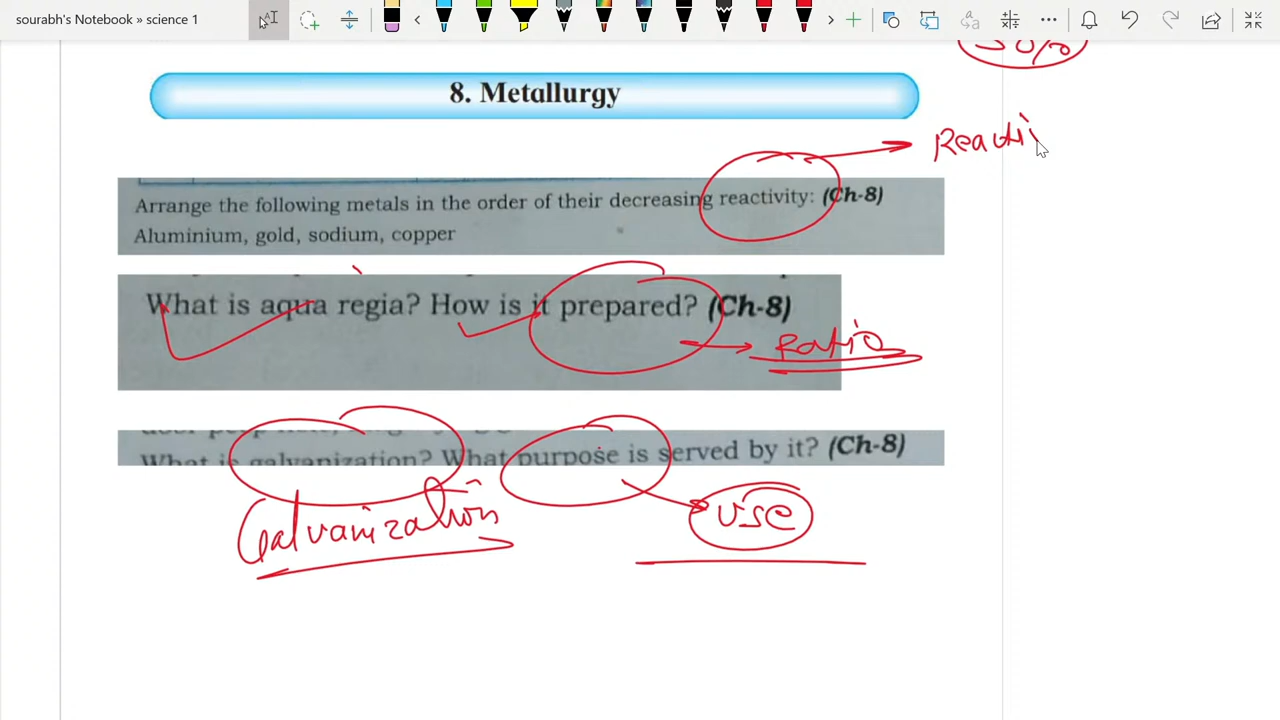 sourabh's Notebook » science 1
8. Metallurgy
Reacti
Arrange the following metals in the order of their decreasing reactivity: (Ch-8)
Aluminium, gold, sodium, copper
What is aqua regia? How is it prepared? (Ch-8)
Ratio
What is galvanization? What purpose is served by it? (Ch-8)
Galvanization
use